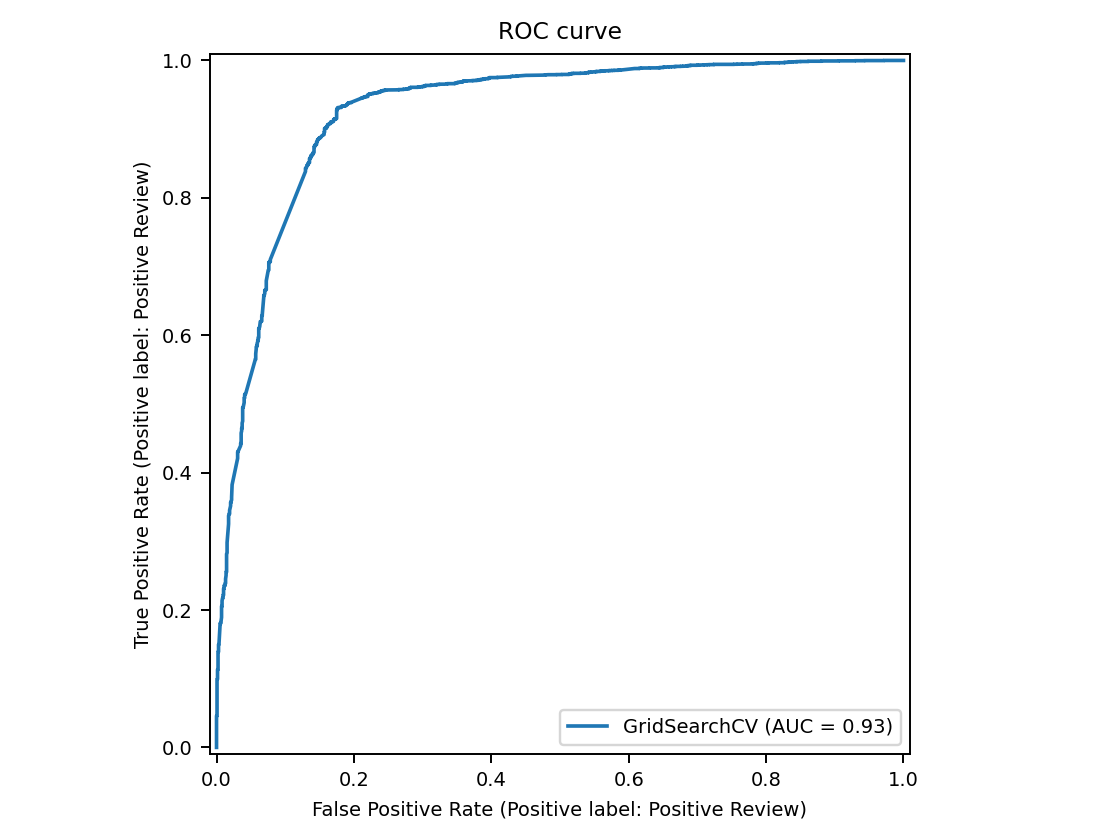 ROC curve
True Positive Rate (Positive label: Positive Review)
1.0
0.8
0.6
0.4
0.2
0.0
GridSearchCV (AUC = 0.93)
0.0 0.2 0.4 0.6 0.8 1.0
False Positive Rate (Positive label: Positive Review)